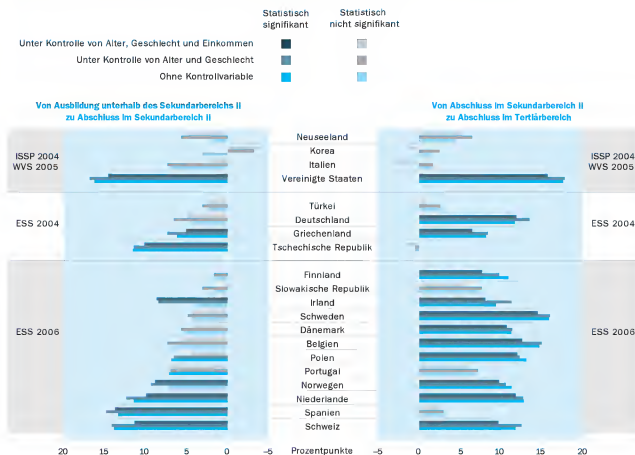 Statistisch signifikant
Statistisch nicht signifikant
Unter Kontrolle von Alter, Geschlecht und Einkommen
Unter Kontrolle von Alter und Geschlecht
Ohne Kontrollvariable
Von Ausbildung unterhalb des Sekundarbereichs II
zu Abschluss im Sekundarbereich II
Von Abschluss im Sekundarbereich II
zu Abschluss im Tertiärbereich
ISSP 2004
WVS 2005
Neuseeland
Korea
Italien
Vereinigte Staaten
ISSP 2004
WVS 2005
ESS 2004
Türkei
Deutschland
Griechenland
Tschechische Republik
ESS 2004
ESS 2006
Finnland
Slowakische Republik
Irland
Schweden
Dänemark
Belgien
Polen
Portugal
Norwegen
Niederlande
Spanien
Schweiz
ESS 2006
20 15 10 5 0 –5 Prozentpunkte –5 0 5 10 15 20